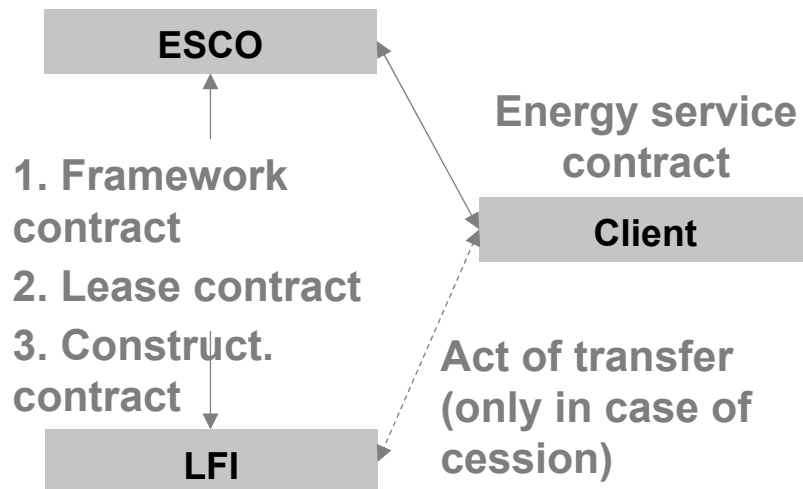 ESCO
Energy service
contract
1. Framework
contract
2. Lease contract
3. Construct.
contract
Client
Act of transfer
(only in case of
cession)
LFI